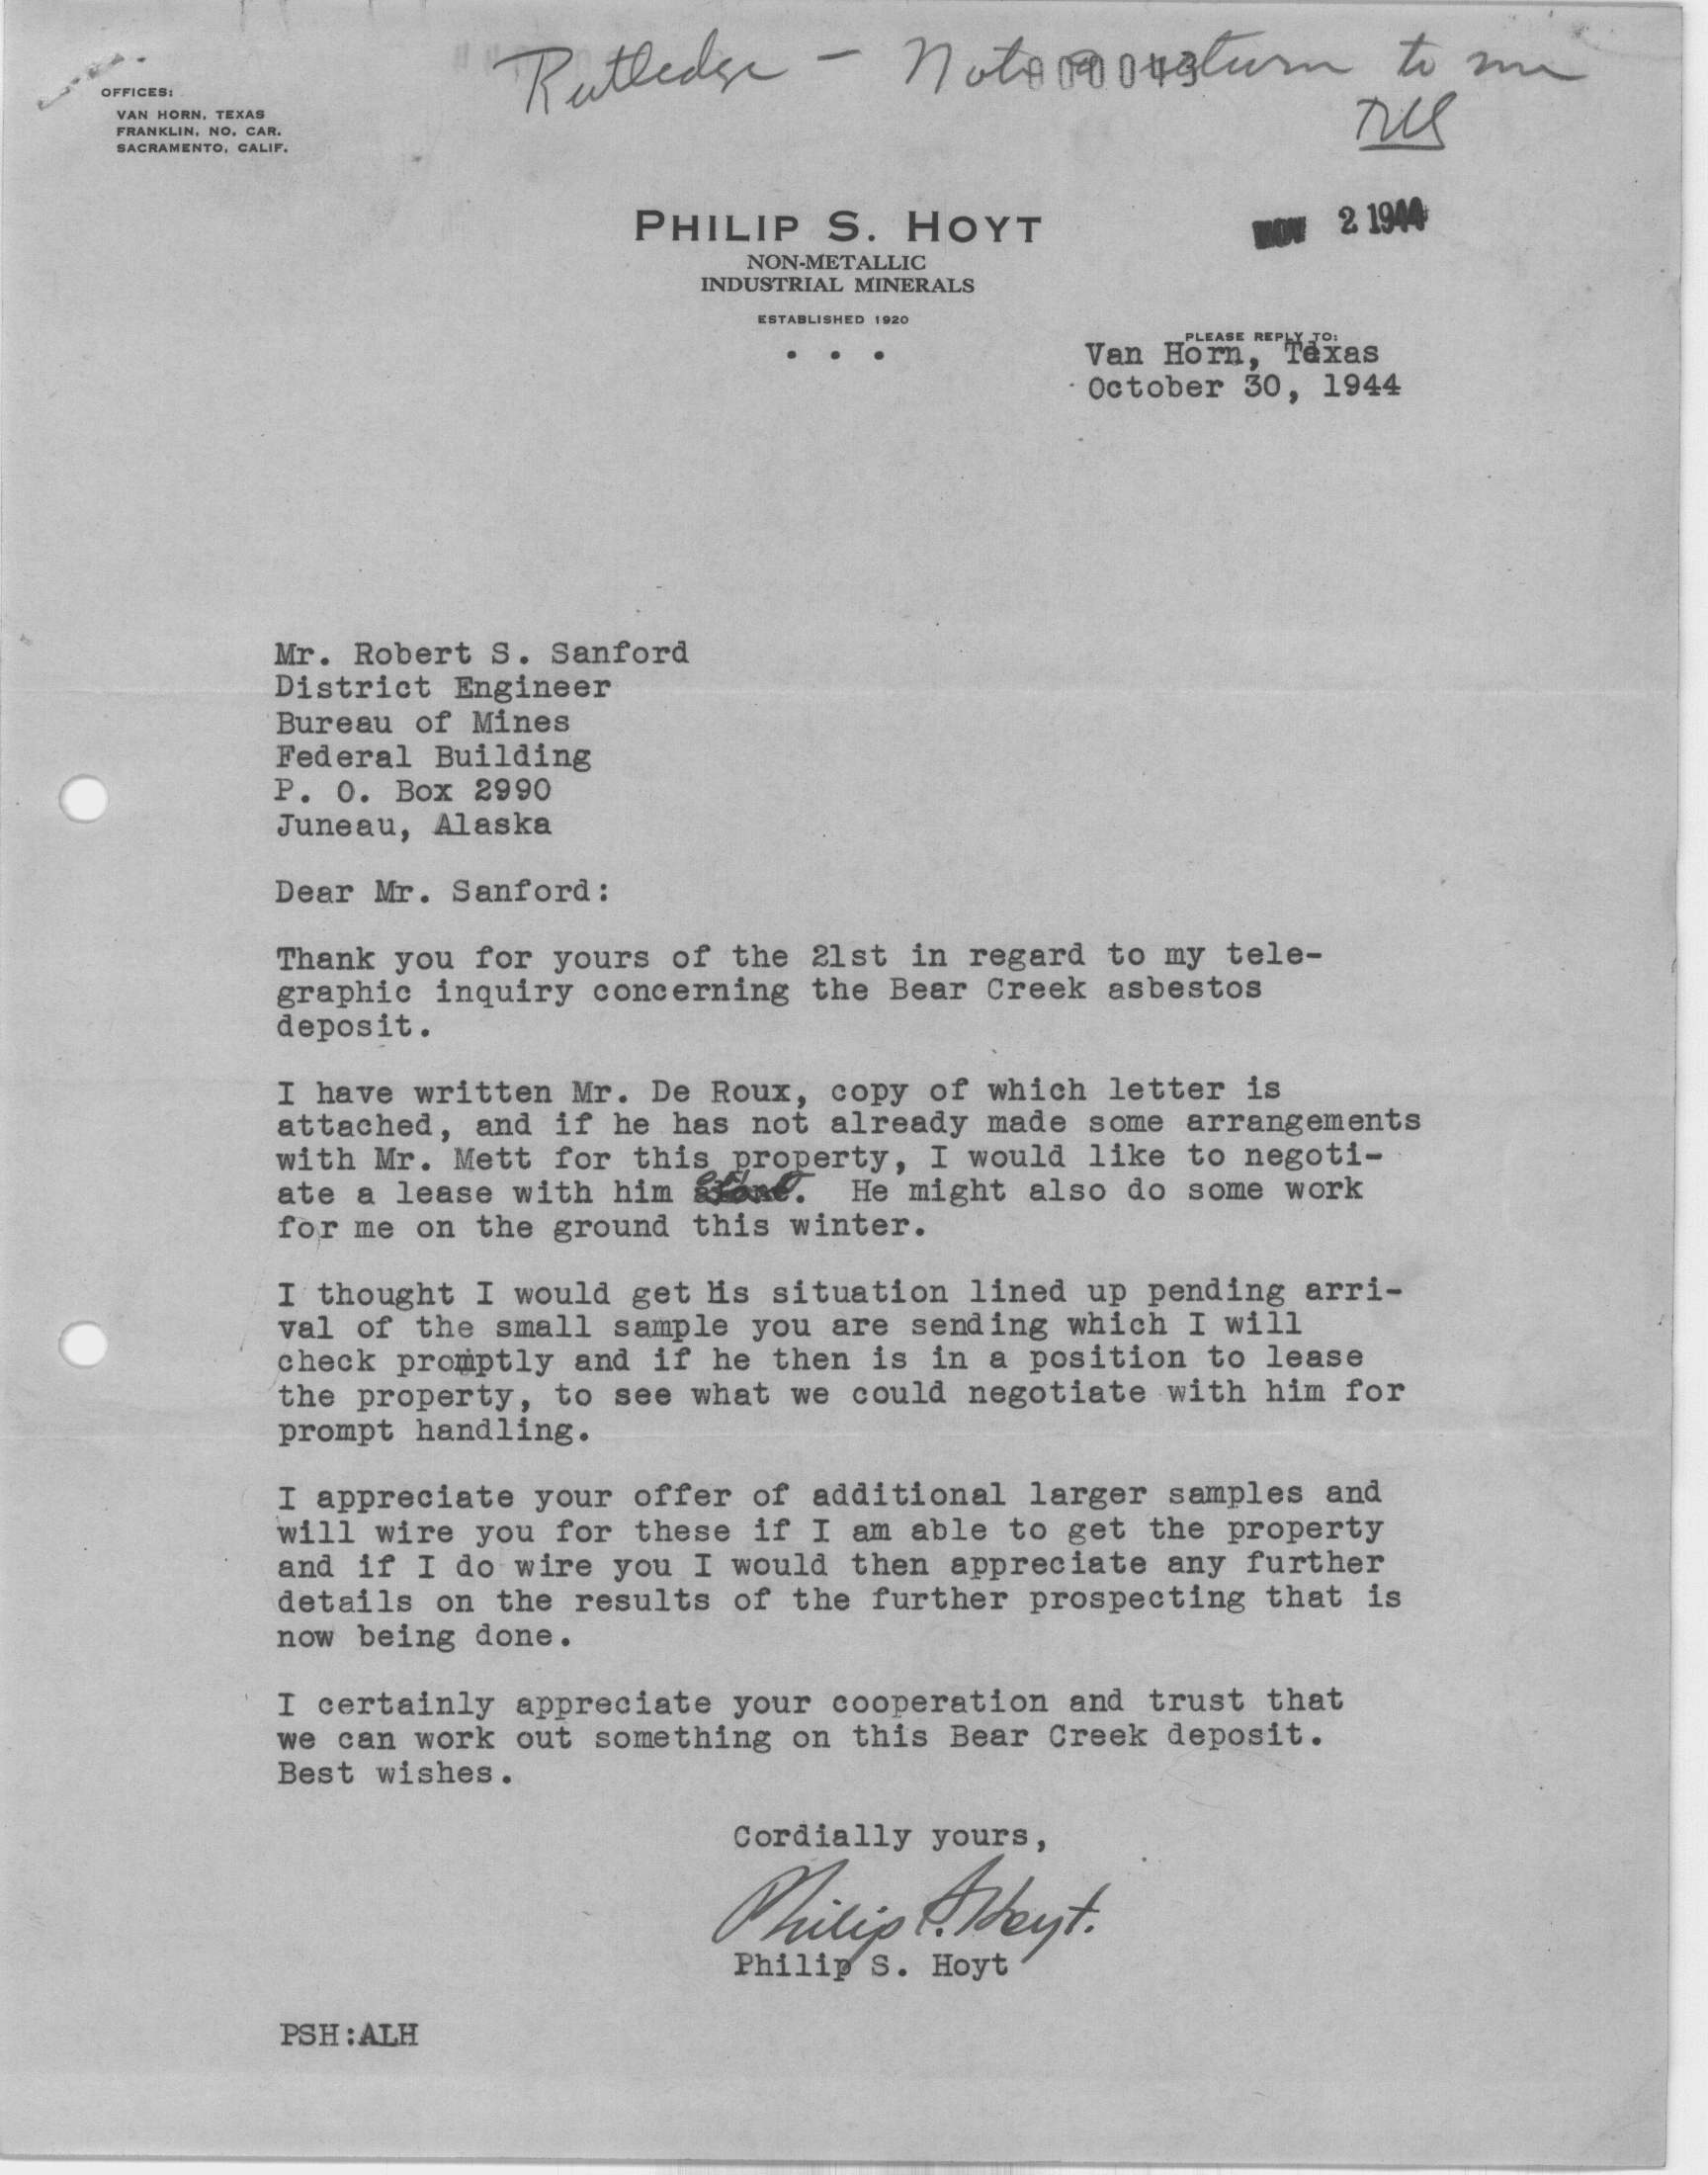 Rutledge - Note & return to me
000043
OFFICES:
VAN HORN, TEXAS
FRANKLIN, NO. CAR.
SACRAMENTO, CALIF.
PHILIP S. HOYT
NON-METALLIC
INDUSTRIAL MINERALS
ESTABLISHED 1920
NOV 2 1944
PLEASE REPLY TO:
Van Horn, Texas
October 30, 1944
Mr. Robert S. Sanford
District Engineer
Bureau of Mines
Federal Building
P. O. Box 2990
Juneau, Alaska
Dear Mr. Sanford:
Thank you for yours of the 21st in regard to my tele-
graphic inquiry concerning the Bear Creek asbestos
deposit.
I have written Mr. De Roux, copy of which letter is
attached, and if he has not already made some arrangements
with Mr. Mett for this property, I would like to negoti-
ate a lease with him . He might also do some work
for me on the ground this winter.
I thought I would get his situation lined up pending arri-
val of the small sample you are sending which I will
check promptly and if he then is in a position to lease
the property, to see what we could negotiate with him for
prompt handling.
I appreciate your offer of additional larger samples and
will wire you for these if I am able to get the property
and if I do wire you I would then appreciate any further
details on the results of the further prospecting that is
now being done.
I certainly appreciate your cooperation and trust that
we can work out something on this Bear Creek deposit.
Best wishes.
Cordially yours,
Philip S. Hoyt.
Philip S. Hoyt
PSH:ALH